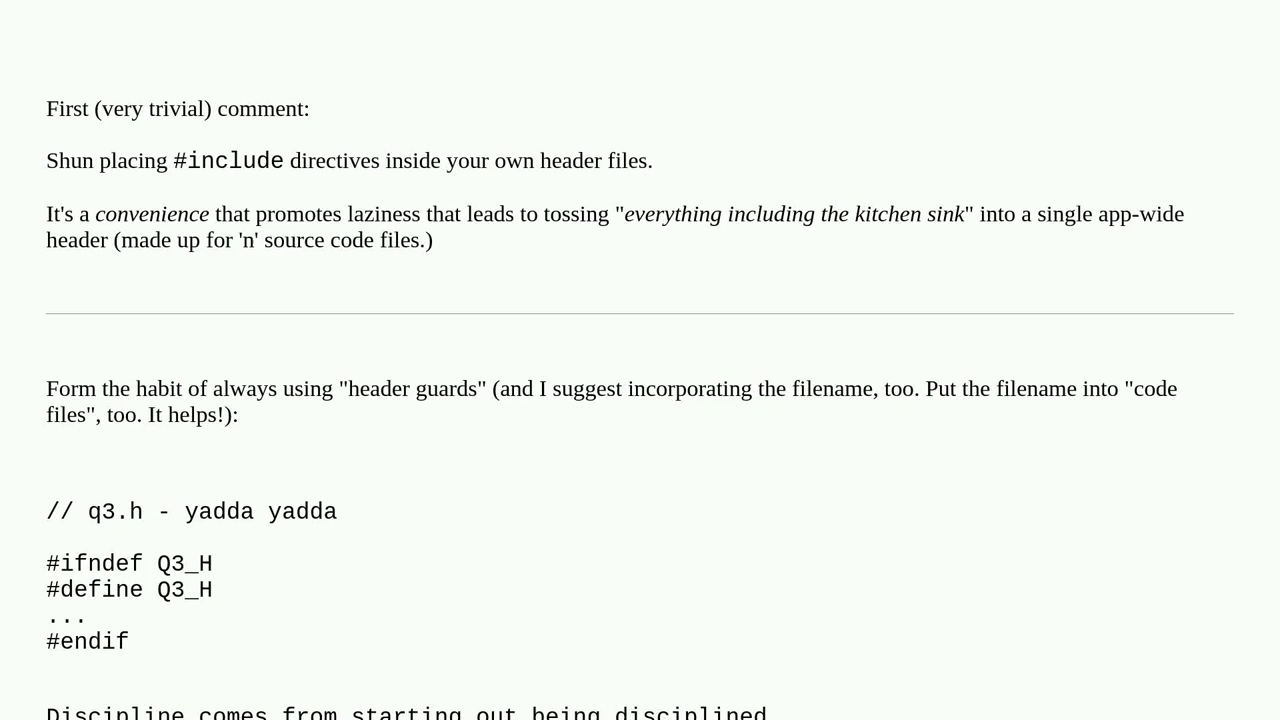 First (very trivial) comment:
Shun placing #include directives inside your own header files.
It's a convenience that promotes laziness that leads to tossing "everything including the kitchen sink" into a single app-wide
header (made up for 'n' source code files.)
Form the habit of always using "header guards" (and I suggest incorporating the filename, too. Put the filename into "code
files", too. It helps!):
// q3.h - yadda yadda
#ifndef Q3_H
#define Q3_H
...
#endif
Discipline comes from starting out being disciplined